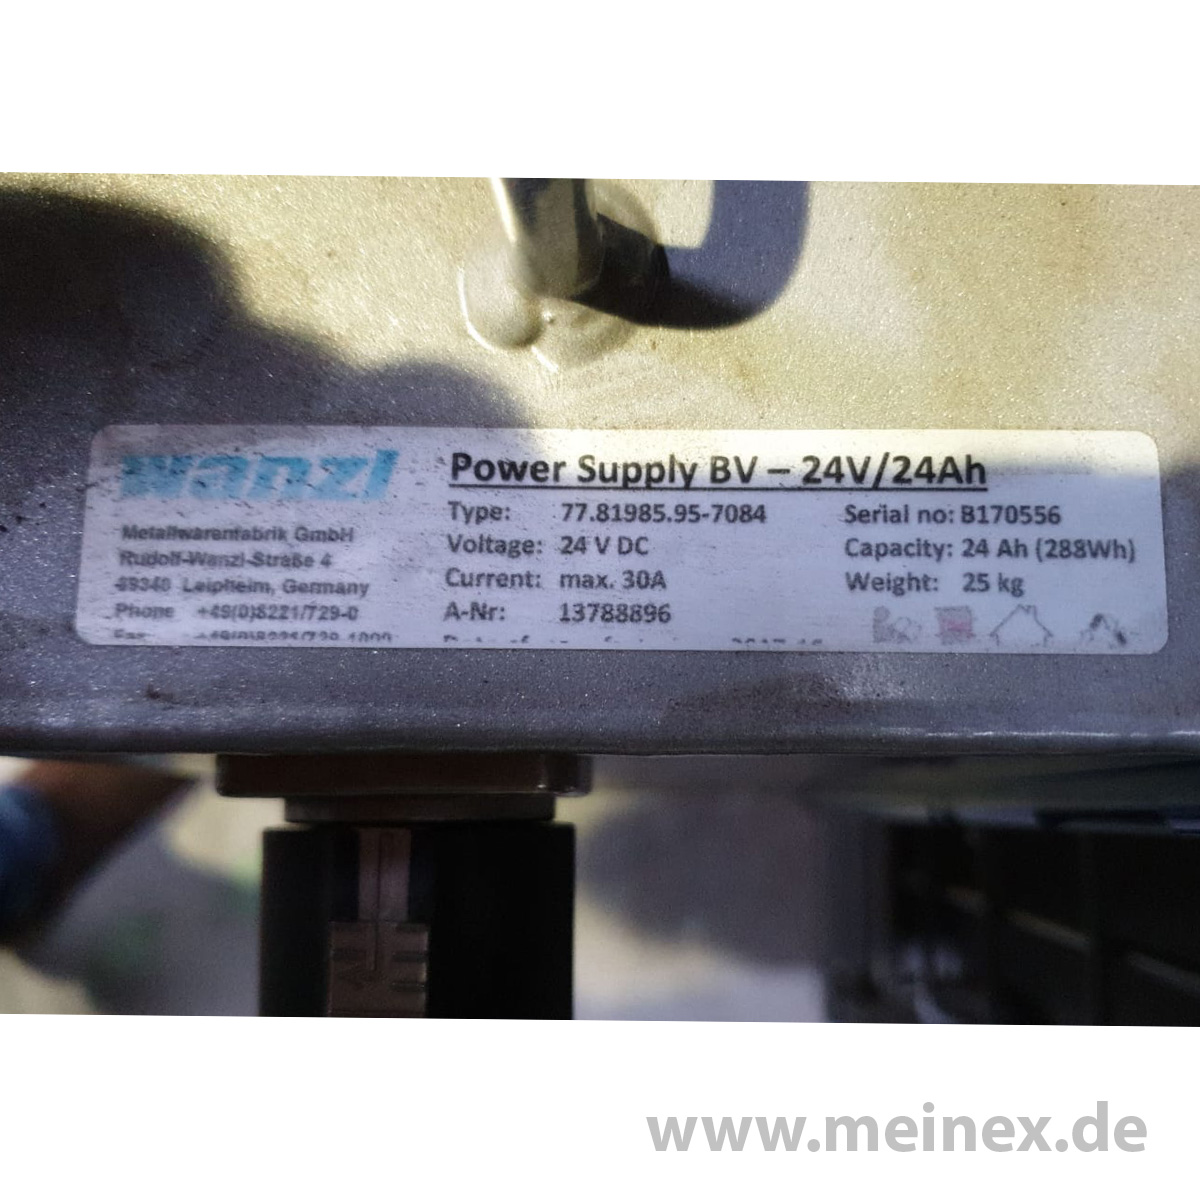 wanzl
Metallwarenfabrik GmbH
Rudolf-Wanzl-Straße 4
89340 Leipheim, Germany
Phone +49(0)8221/729-0
Power Supply BV – 24V/24Ah
Type: 77.81985.95-7084
Voltage: 24 V DC
Current: max. 30A
A-Nr: 13788896
Serial no: B170556
Capacity: 24 Ah (288Wh)
Weight: 25 kg
www.meinex.de